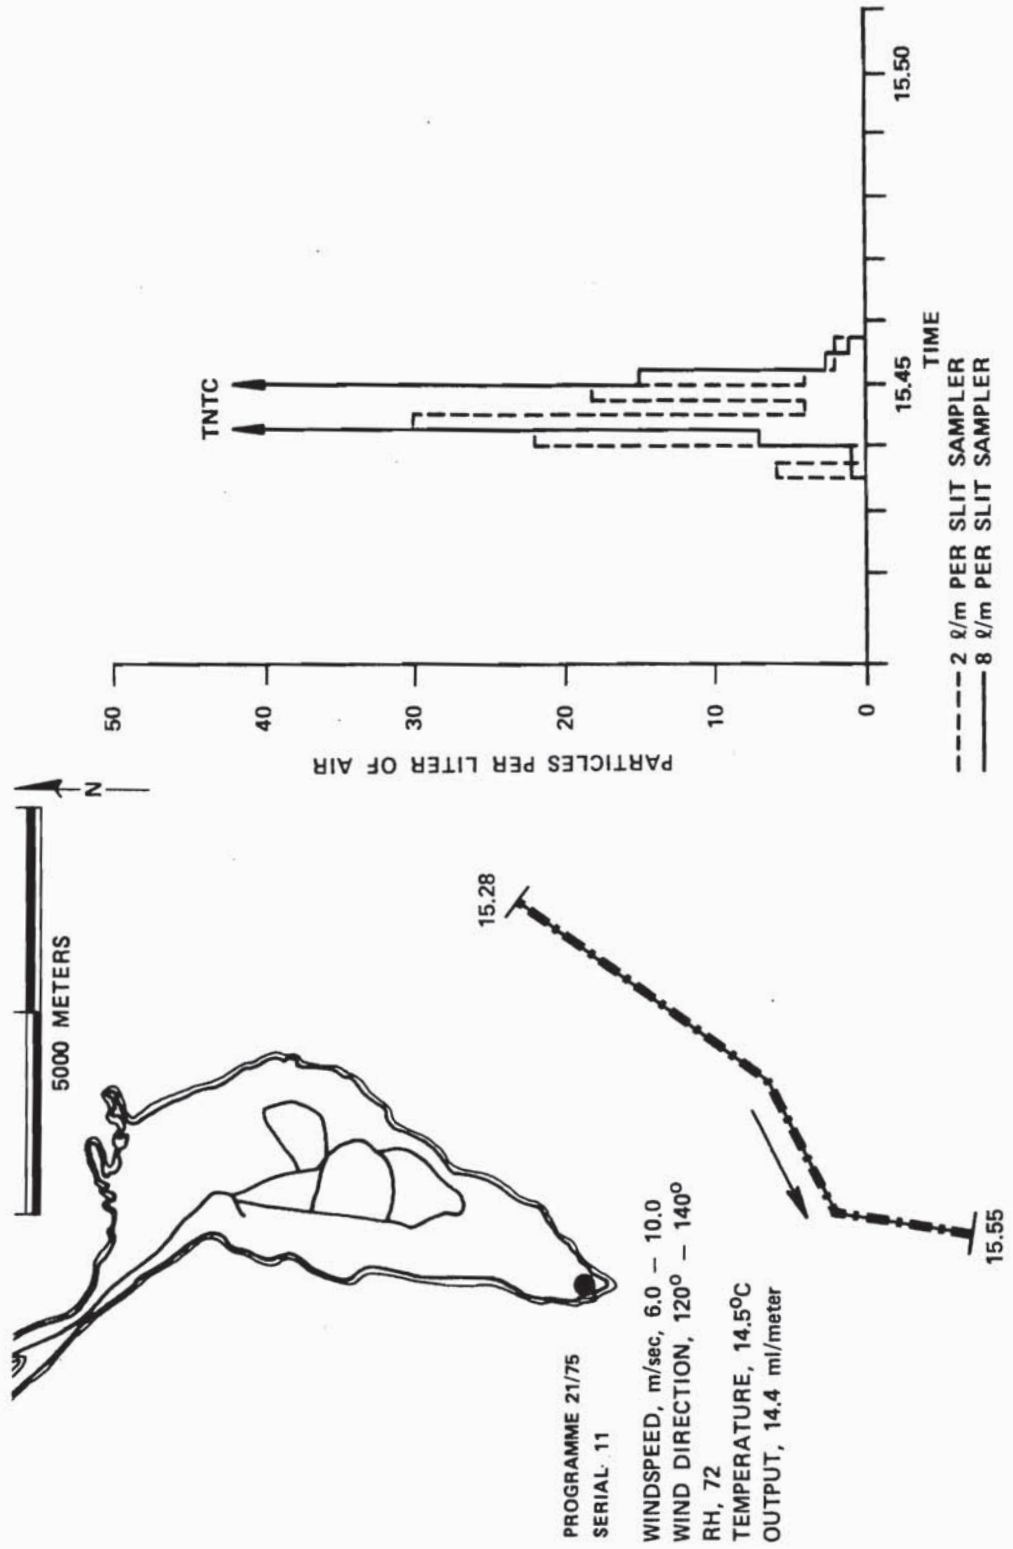 5000 METERS
N
15.28
15.55
PROGRAMME 21/75
SERIAL 11
WINDSPEED, m/sec, 6.0 — 10.0
WIND DIRECTION, 120° — 140°
RH, 72
TEMPERATURE, 14.5°C
OUTPUT, 14.4 ml/meter
PARTICLES PER LITER OF AIR
50
40
30
20
10
0
TNTC
15.45
15.50
TIME
2 ℓ/m PER SLIT SAMPLER
8 ℓ/m PER SLIT SAMPLER